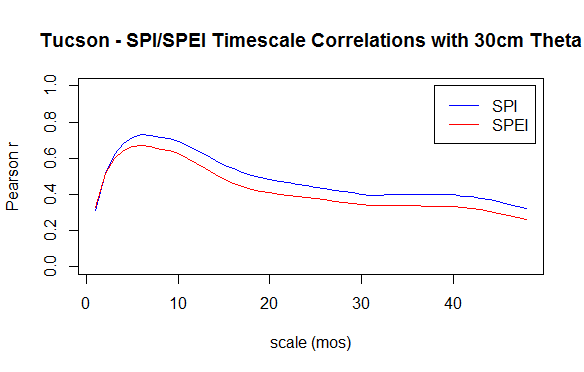 Tucson - SPI/SPEI Timescale Correlations with 30cm Theta
SPI
SPEI
Pearson r
1.0
0.8
0.6
0.4
0.2
0.0
0 10 20 30 40
scale (mos)